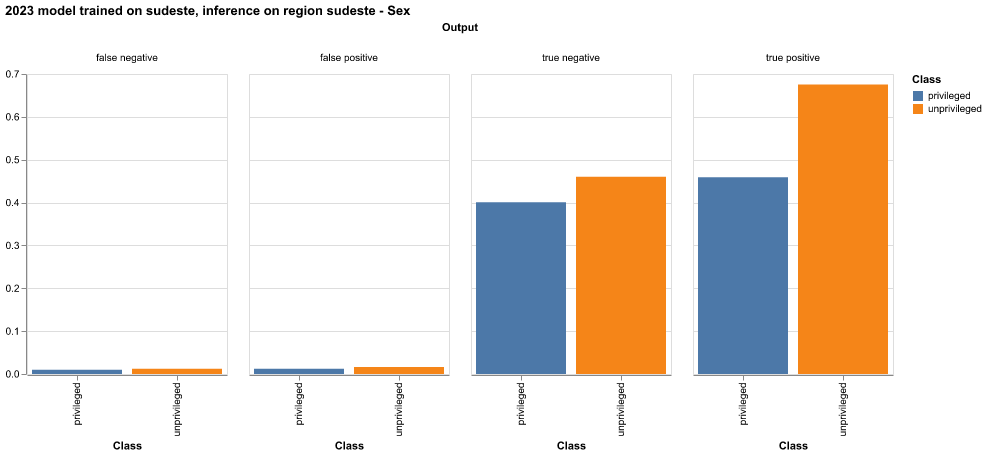 2023 model trained on sudeste, inference on region sudeste - Sex
Output
false negative
false positive
true negative
true positive
0.7
0.6
0.5
0.4
0.3
0.2
0.1
0.0
privileged
unprivileged
privileged
unprivileged
privileged
unprivileged
privileged
unprivileged
Class
Class
Class
Class
Class
privileged
unprivileged